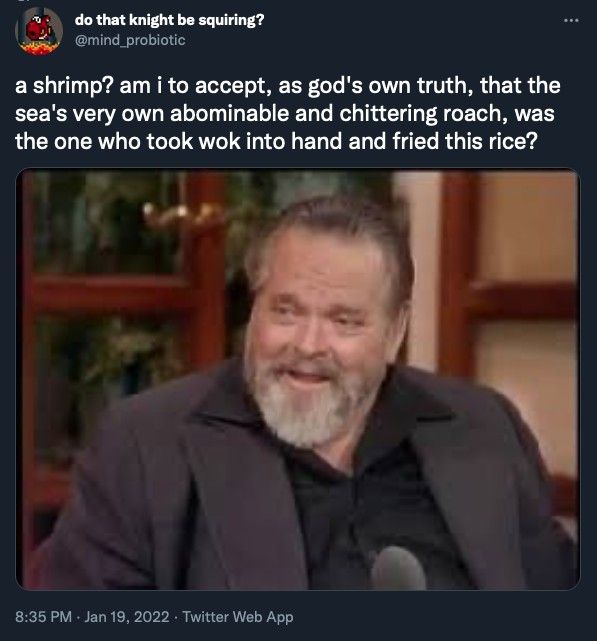 do that knight be squiring?
@mind_probiotic
a shrimp? am i to accept, as god's own truth, that the
sea's very own abominable and chittering roach, was
the one who took wok into hand and fried this rice?
8:35 PM · Jan 19, 2022 · Twitter Web App